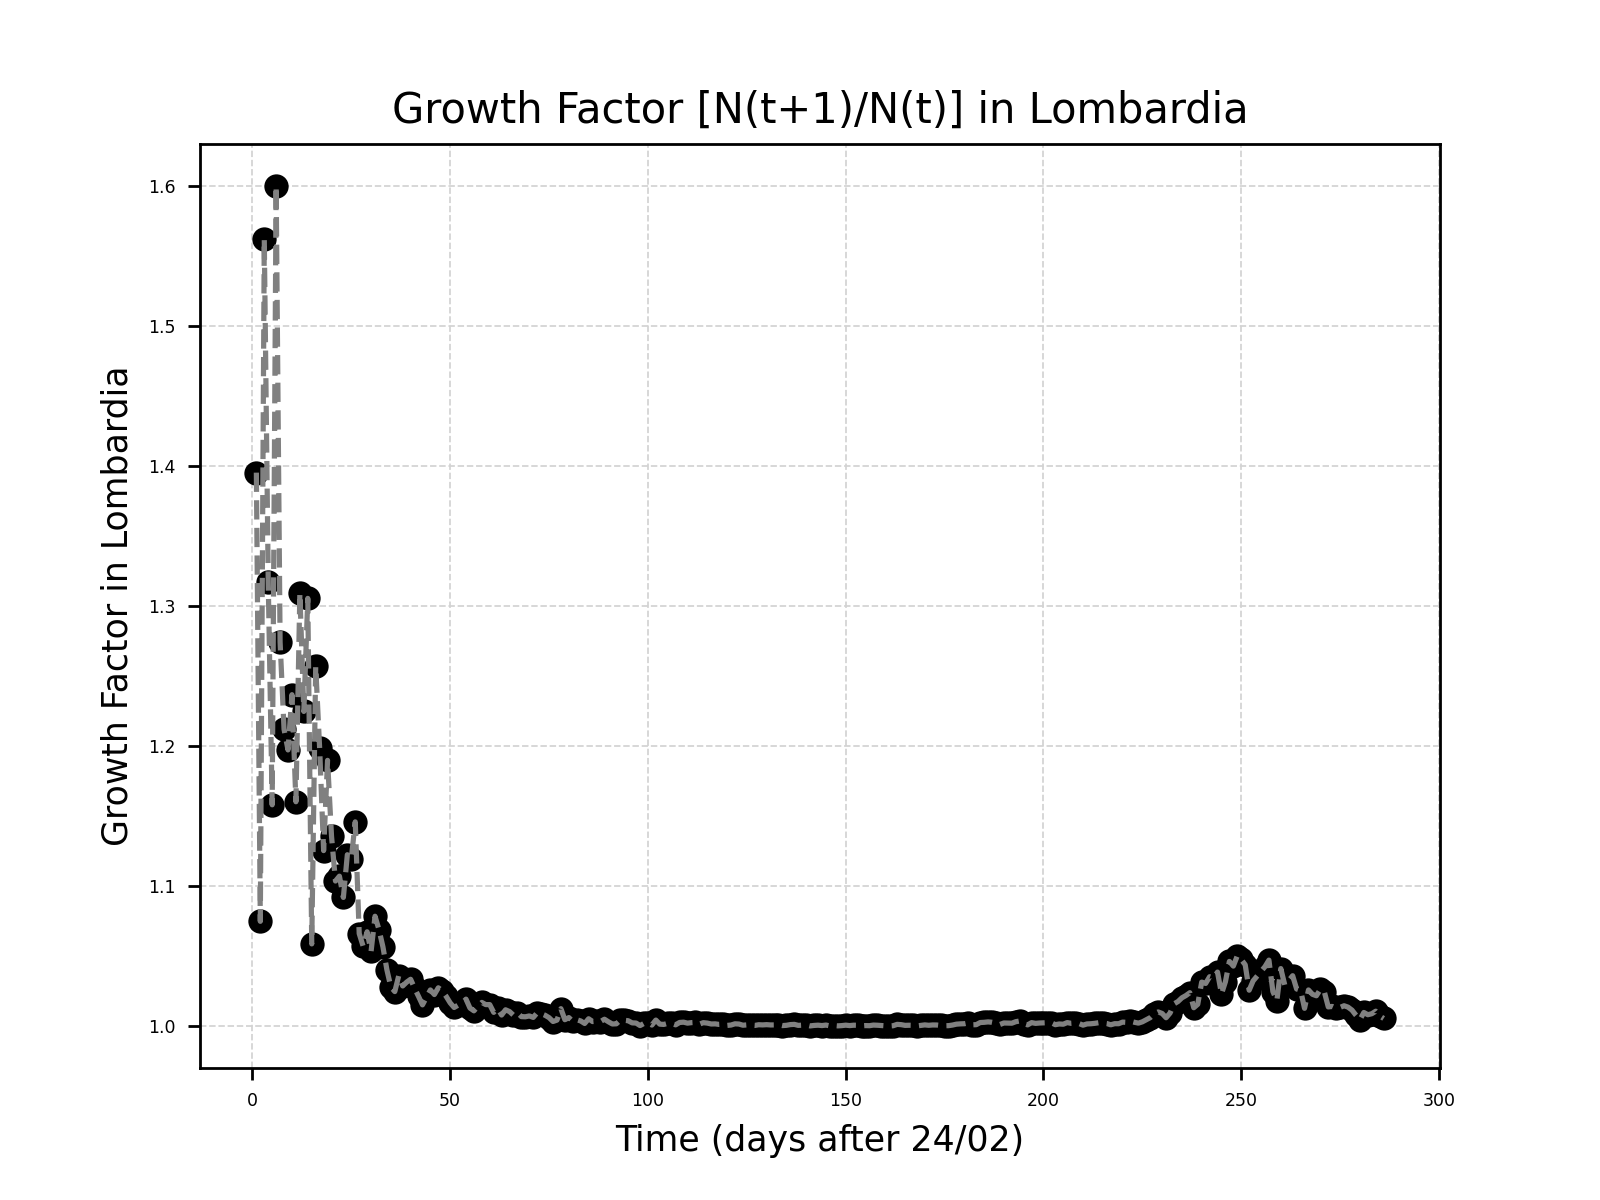 Growth Factor [N(t+1)/N(t)] in Lombardia
Growth Factor in Lombardia
1.6
1.5
1.4
1.3
1.2
1.1
1.0
0 50 100 150 200 250 300
Time (days after 24/02)